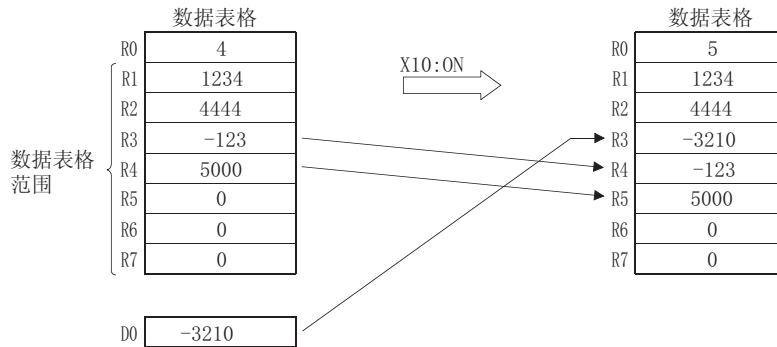 数据表格
R0 4
R1 1234
R2 4444
R3 -123
R4 5000
R5 0
R6 0
R7 0
数据表格
范围
D0 -3210
X10:ON
数据表格
R0 5
R1 1234
R2 4444
R3 -3210
R4 -123
R5 5000
R6 0
R7 0